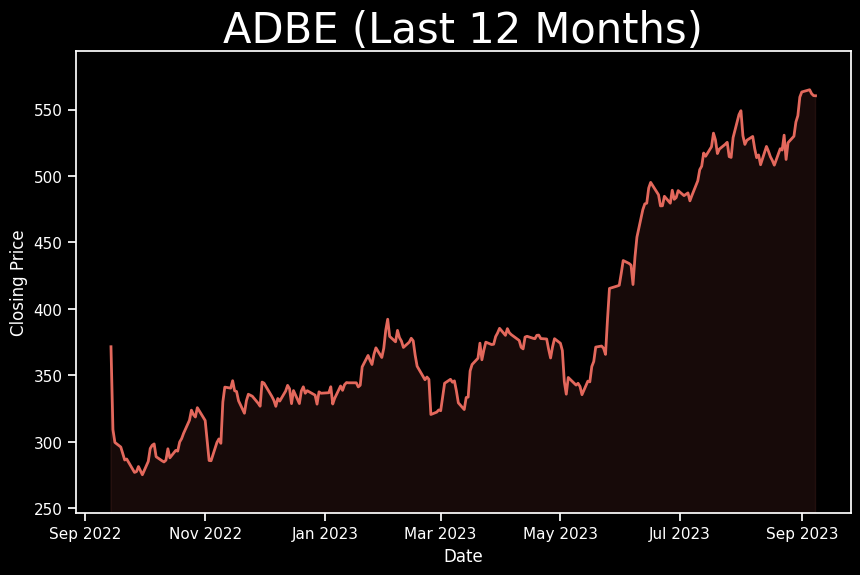 ADBE (Last 12 Months)
Closing Price
550
500
450
400
350
300
250
Sep 2022 Nov 2022 Jan 2023 Mar 2023 May 2023 Jul 2023 Sep 2023
Date